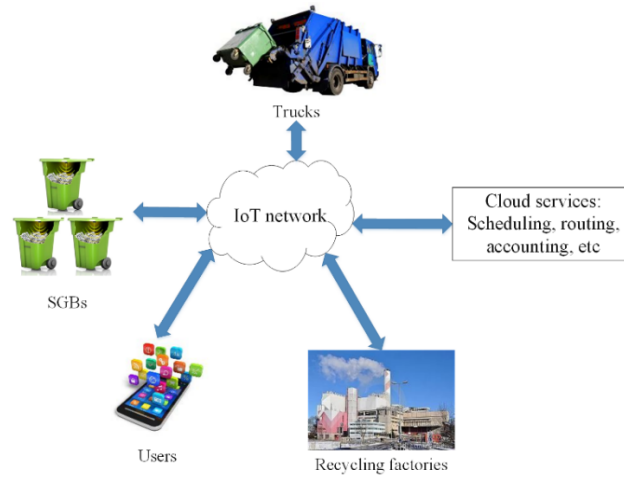 Trucks
IoT network
Cloud services:
Scheduling, routing,
accounting, etc
SGBs
Users
Recycling factories